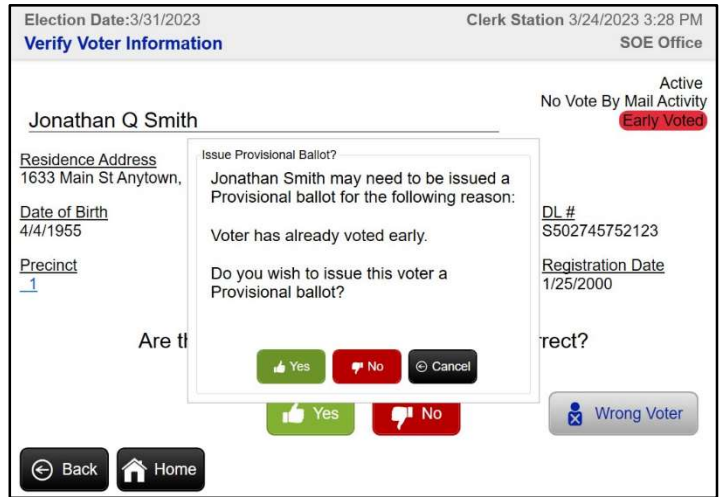 Election Date:3/31/2023 Clerk Station 3/24/2023 3:28 PM
Verify Voter Information SOE Office
Active
No Vote By Mail Activity
Jonathan Q Smith Early Voted
Issue Provisional Ballot?
Jonathan Smith may need to be issued a
Provisional ballot for the following reason:
Voter has already voted early.
Do you wish to issue this voter a
Provisional ballot?
Yes No Cancel
Residence Address
1633 Main St Anytown,
Date of Birth DL #
4/4/1955 S502745752123
Precinct Registration Date
1 1/25/2000
Are
Yes No Wrong Voter
Back Home